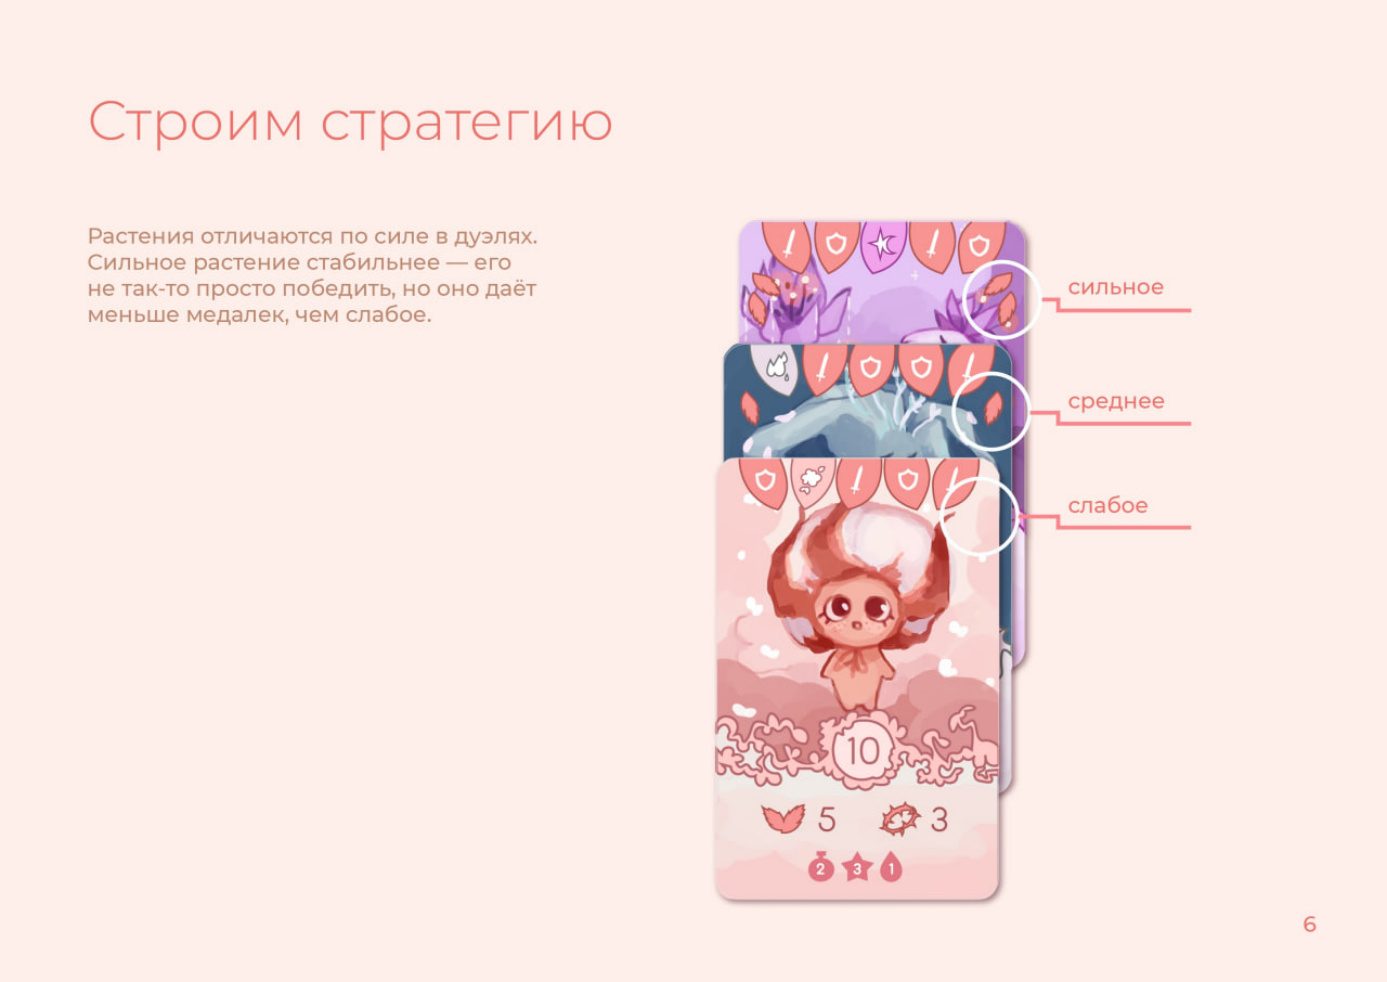 Строим стратегию
Растения отличаются по силе в дуэлях.
Сильное растение стабильнее — его
не так-то просто победить, но оно даёт
меньше медалек, чем слабое.
сильное
среднее
слабое
10
5 3
2 3 1
6